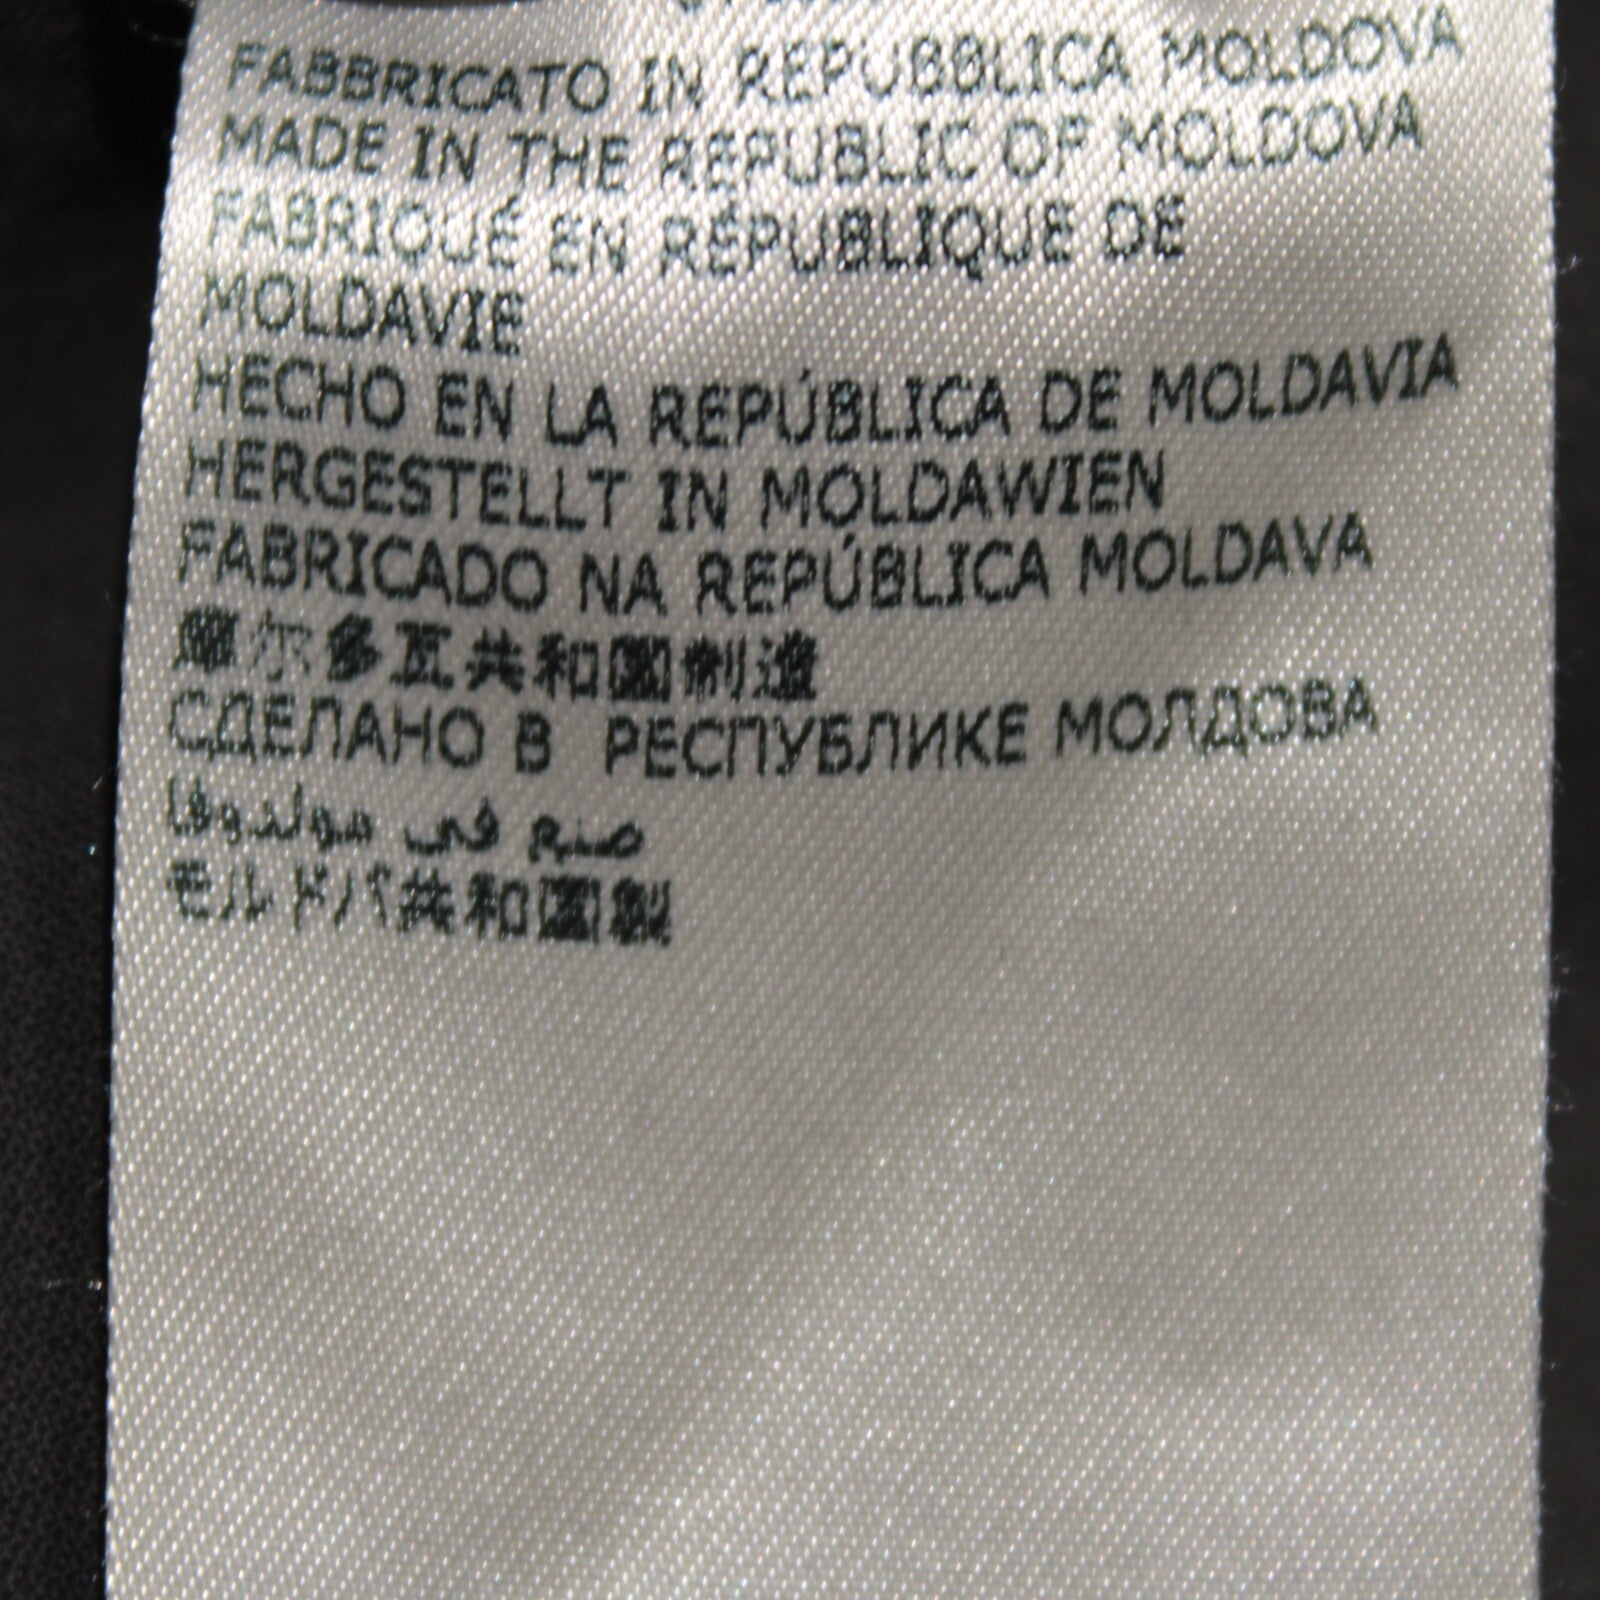 FABBRICATO IN REPUBBLICA MOLDOVA
MADE IN THE REPUBLIC OF MOLDOVA
FABRIQUÉ EN RÉPUBLIQUE DE
MOLDAVIE
HECHO EN LA REPÚBLICA DE MOLDAVIA
HERGESTELLT IN MOLDAWIEN
FABRICADO NA REPÚBLICA MOLDAVA
摩尔多瓦共和國制造
СДЕЛАНО В РЕСПУБЛИКЕ МОЛДОВА
صنع في مولدوفا
モルドバ共和国製